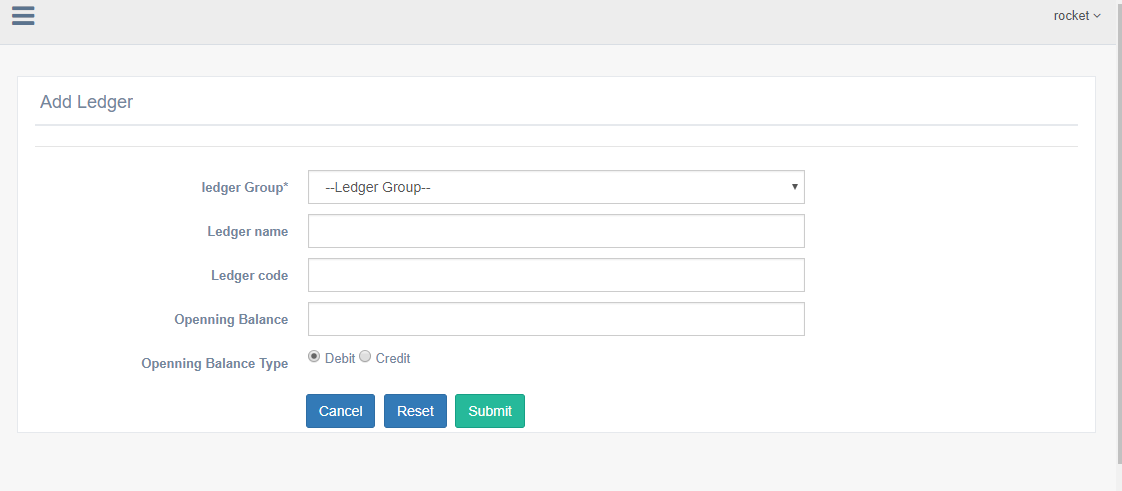 rocket
Add Ledger
ledger Group*
--Ledger Group--
Ledger name
Ledger code
Openning Balance
Openning Balance Type
Debit Credit
Cancel Reset Submit